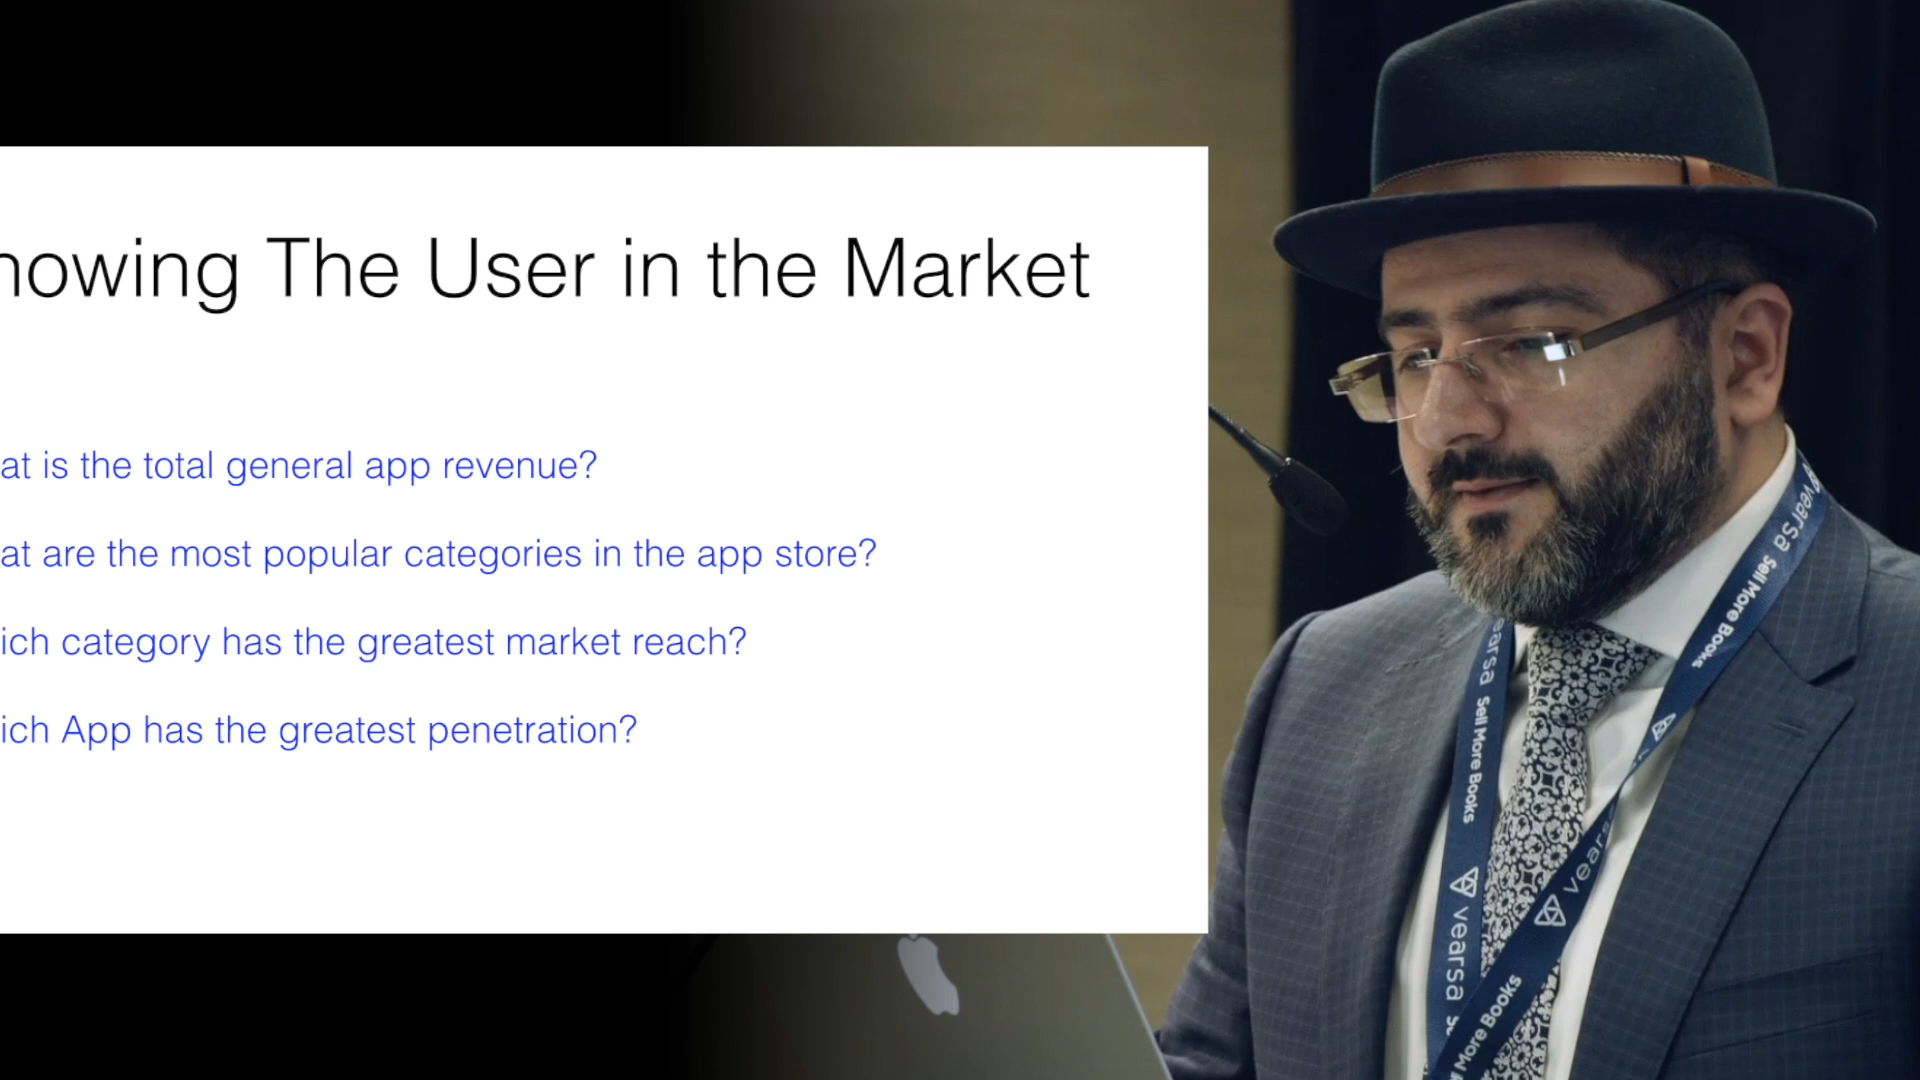 nowing The User in the Market
at is the total general app revenue?
at are the most popular categories in the app store?
ich category has the greatest market reach?
ich App has the greatest penetration?
vearsa Sell More Books
arsa Sell More Books
vearsa
vears
More Books